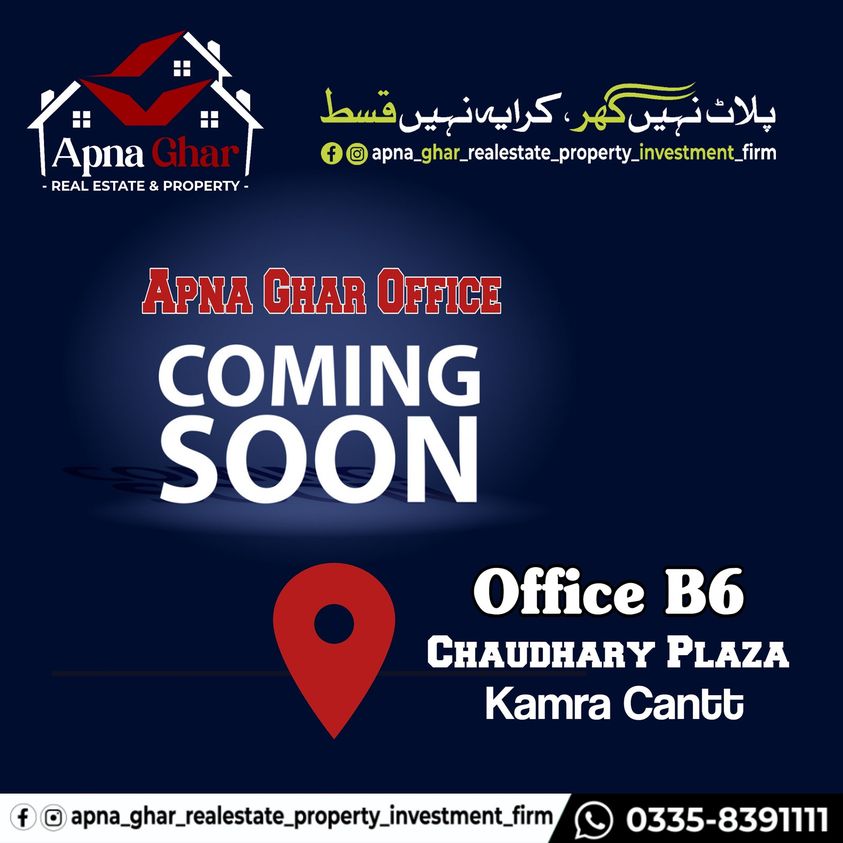 Apna Ghar
- REAL ESTATE & PROPERTY -
پلاٹ نہیں گھر، کرایہ نہیں قسط
apna_ghar_realestate_property_investment_firm
APNA GHAR OFFICE
COMING
SOON
Office B6
CHAUDHARY PLAZA
Kamra Cantt
apna_ghar_realestate_property_investment_firm
0335-8391111